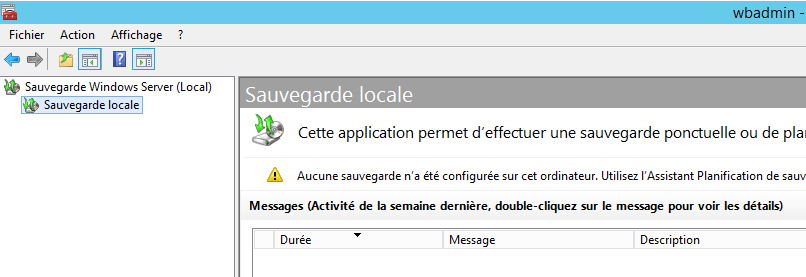 wbadmin -
Fichier Action Affichage ?
Sauvegarde Windows Server (Local)
Sauvegarde locale
Sauvegarde locale
Cette application permet d'effectuer une sauvegarde ponctuelle ou de plan
Aucune sauvegarde n'a été configurée sur cet ordinateur. Utilisez l'Assistant Planification de sauv
Messages (Activité de la semaine dernière, double-cliquez sur le message pour voir les détails)
Durée Message Description